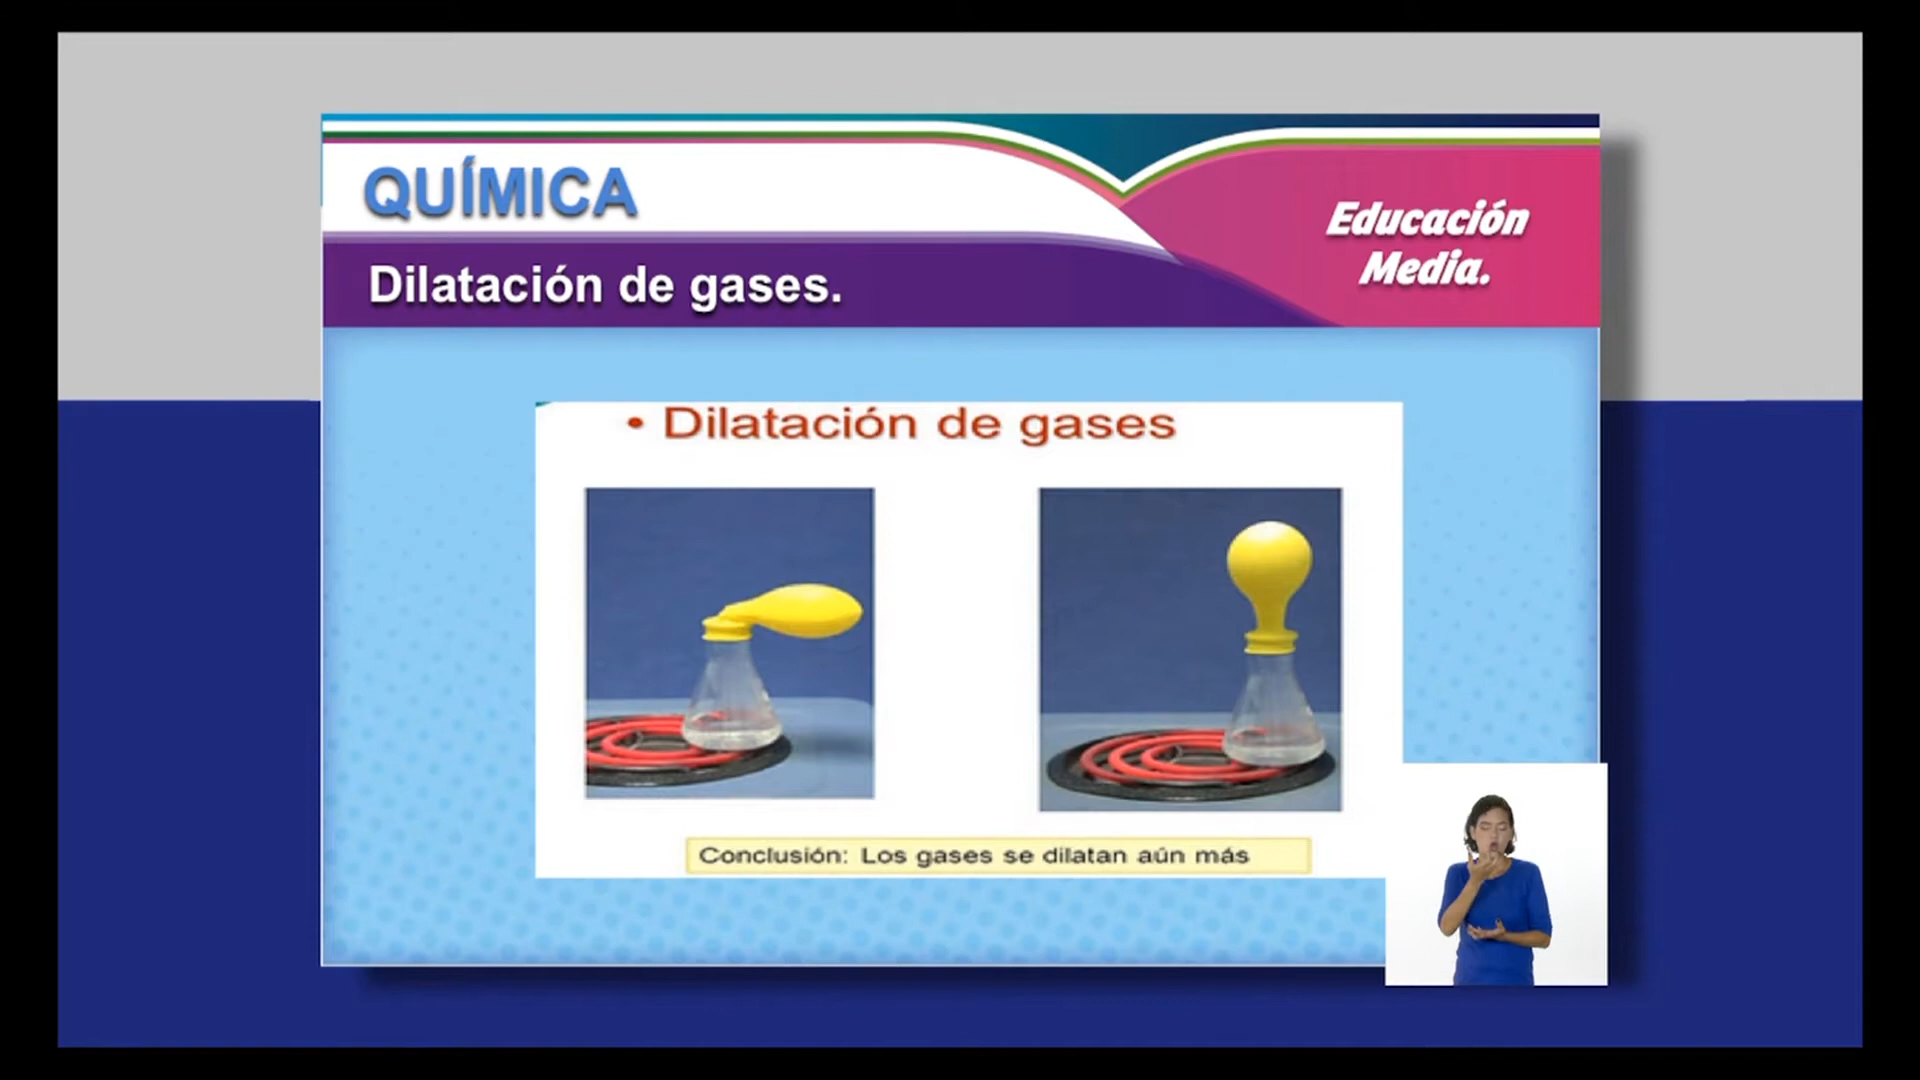 QUÍMICA
Educación
Media.
Dilatación de gases.
• Dilatación de gases
Conclusión: Los gases se dilatan aún más